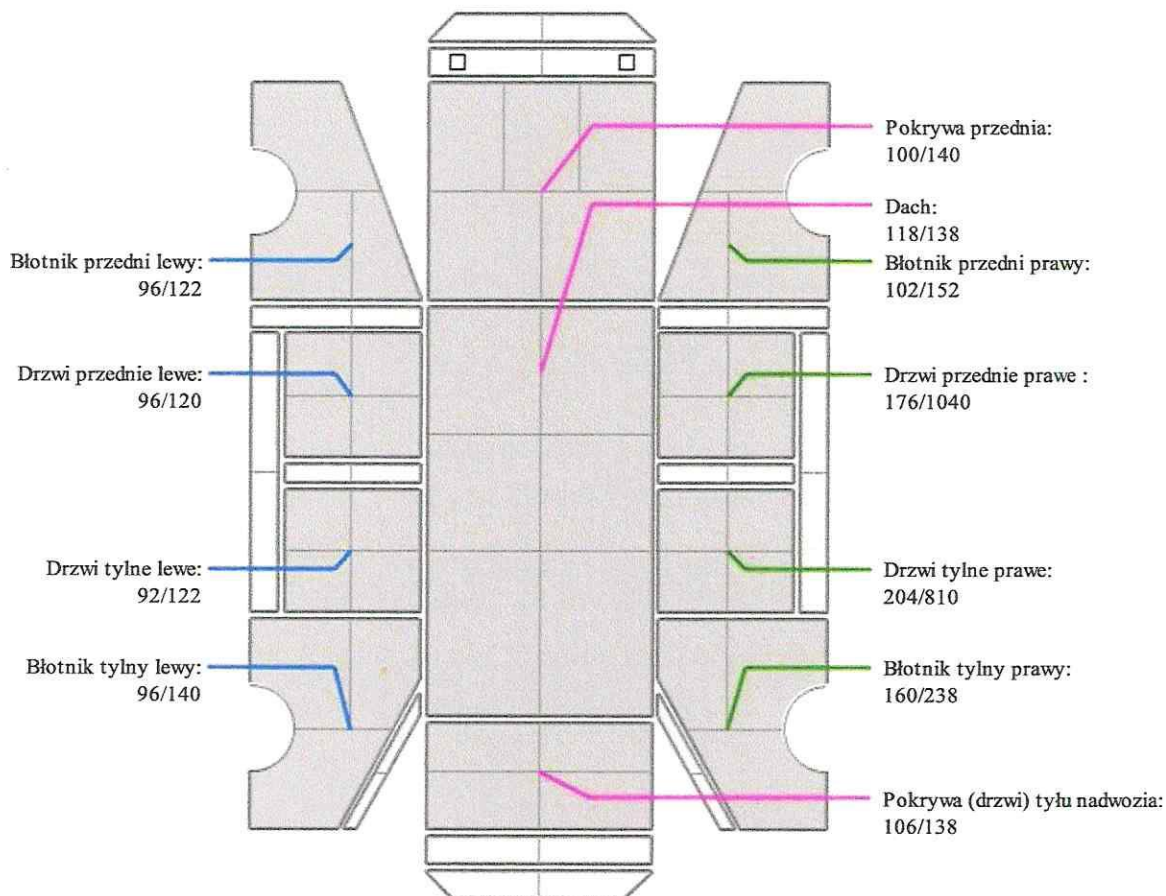 Pokrywa przednia:
100/140
Dach:
118/138
Błotnik przedni lewy:
96/122
Błotnik przedni prawy:
102/152
Drzwi przednie lewe:
96/120
Drzwi przednie prawe :
176/1040
Drzwi tylne lewe:
92/122
Drzwi tylne prawe:
204/810
Błotnik tylny lewy:
96/140
Błotnik tylny prawy:
160/238
Pokrywa (drzwi) tyłu nadwozia:
106/138